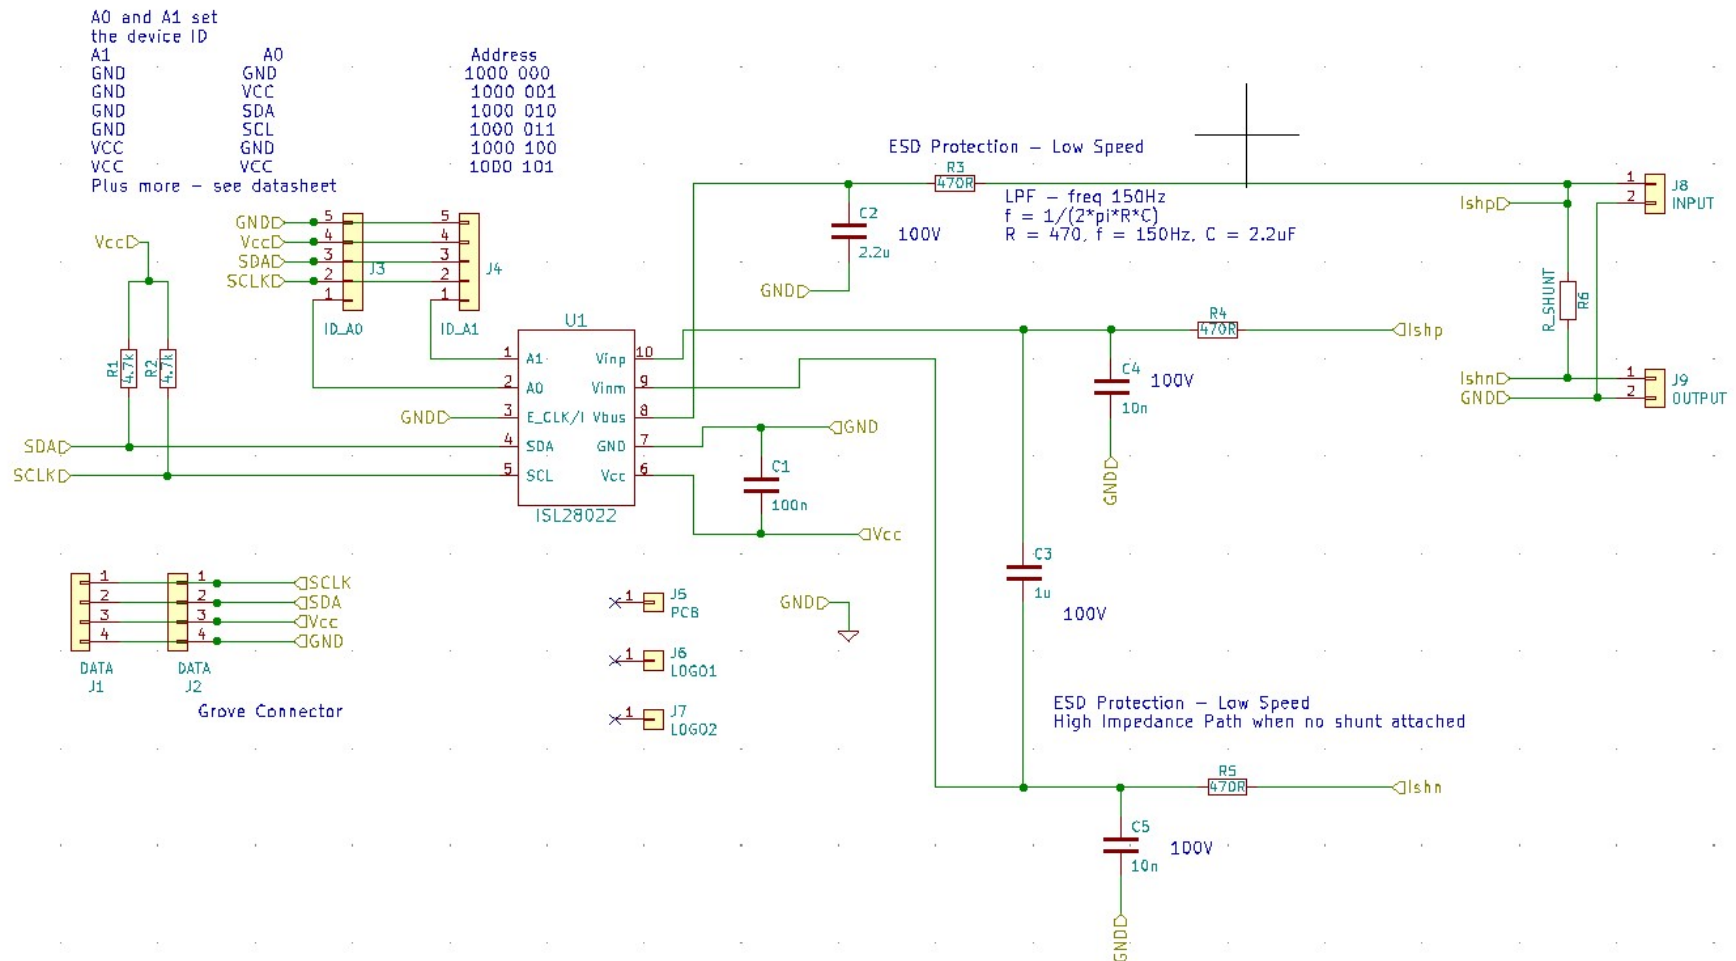 A0 and A1 set
the device ID
A1 A0 Address
GND GND 1000 000
GND VCC 1000 001
GND SDA 1000 010
GND SCL 1000 011
VCC GND 1000 100
VCC VCC 1000 101
Plus more - see datasheet
Vcc
R1
4.7k
R2
4.7k
GND 5 5
Vcc 4 4
SDA 3 3
SCLK 2 2
1 1
J3
J4
ID_A0
ID_A1
SDA
SCLK
GND
U1
1 A1 Vinp 10
2 A0 Vinm 9
3 E_CLK/I Vbus 8
4 SDA GND 7
5 SCL Vcc 6
ISL28022
GND
C1
100n
Vcc
ESD Protection - Low Speed
R3
470R
C2
2.2u
100V
GND
LPF - freq 150Hz
f = 1/(2*pi*R*C)
R = 470, f = 150Hz, C = 2.2uF
Ishp
1
2
J8
INPUT
R_SHUNT
R6
Ishn
GND
1
2
J9
OUTPUT
R4
470R
Ishp
C4
10n
100V
GND
C3
1u
100V
ESD Protection - Low Speed
High Impedance Path when no shunt attached
R5
470R
Ishn
C5
10n
100V
GND
1 1 SCLK
2 2 SDA
3 3 Vcc
4 4 GND
DATA
J1
DATA
J2
Grove Connector
1
J5
PCB
1
J6
LOGO1
1
J7
LOGO2
GND